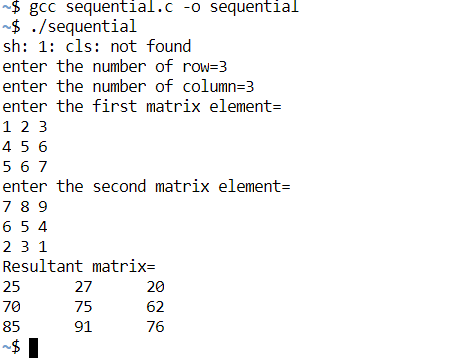 ~$ gcc sequential.c -o sequential
~$ ./sequential
sh: 1: cls: not found
enter the number of row=3
enter the number of column=3
enter the first matrix element=
1 2 3
4 5 6
5 6 7
enter the second matrix element=
7 8 9
6 5 4
2 3 1
Resultant matrix=
25 27 20
70 75 62
85 91 76
~$